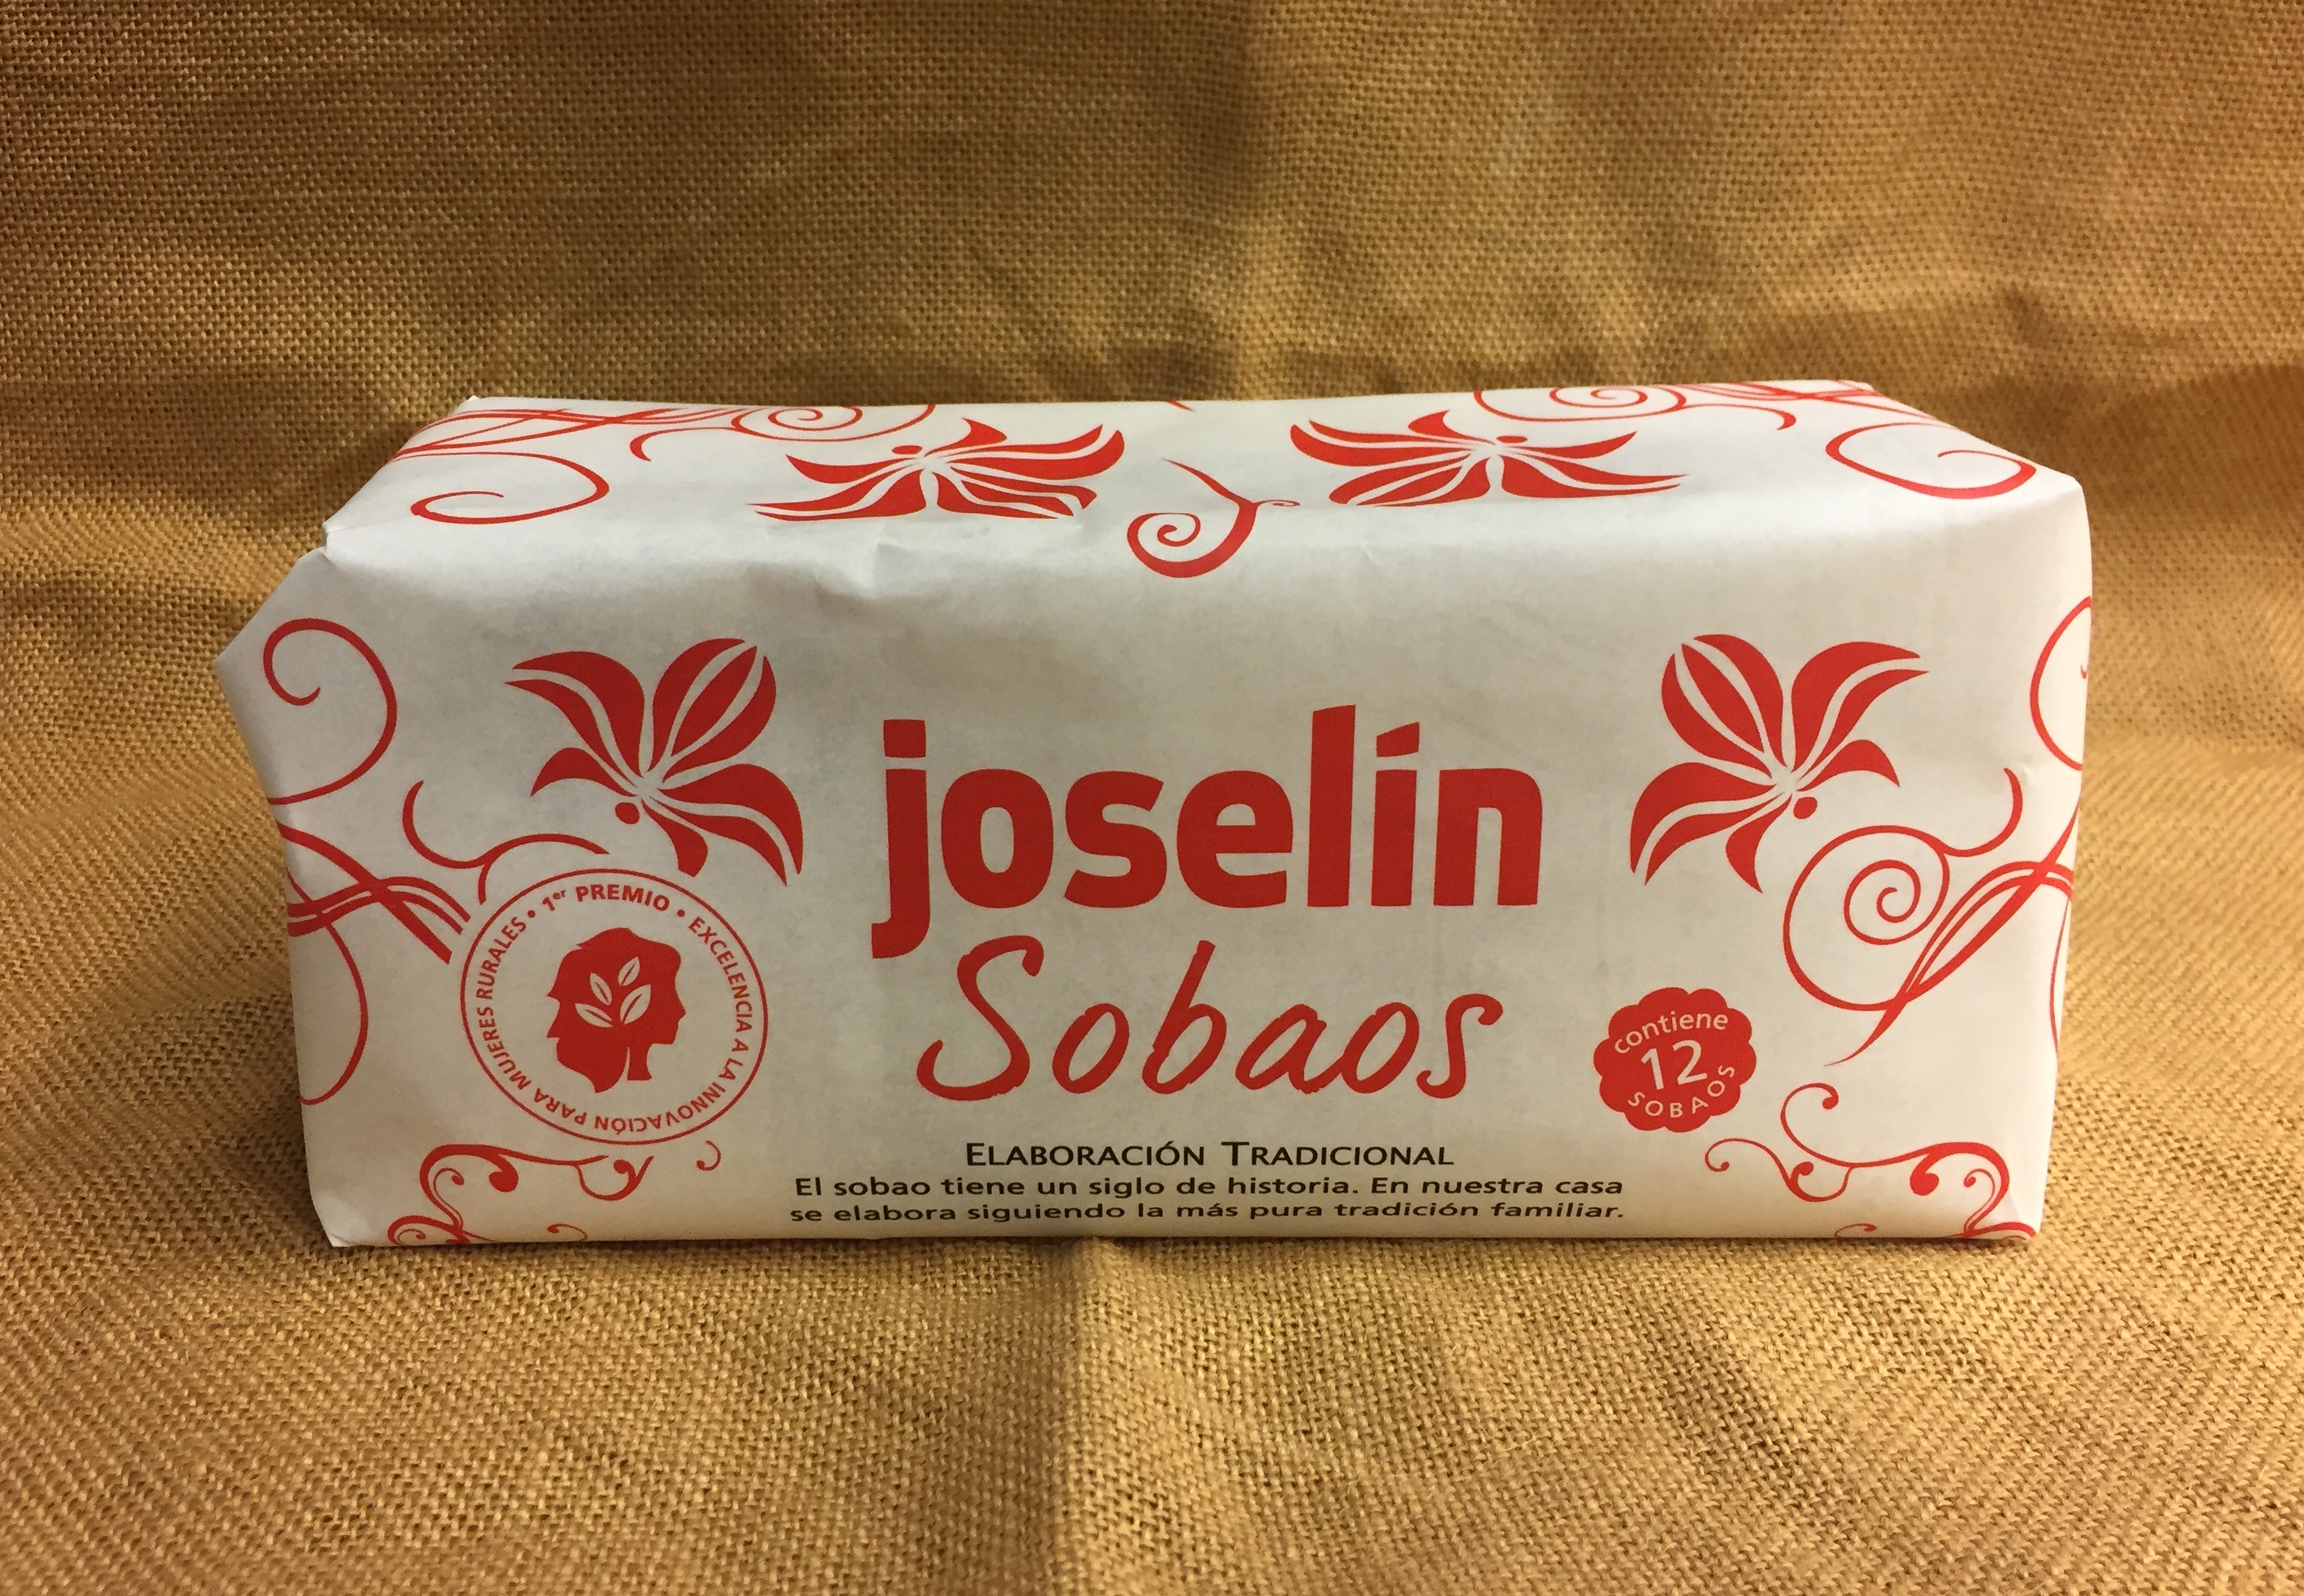 joselín
Sobaos
1er PREMIO • EXCELENCIA A LA INNOVACIÓN PARA MUJERES RURALES •
contiene
12
SOBAOS
ELABORACIÓN TRADICIONAL
El sobao tiene un siglo de historia. En nuestra casa
se elabora siguiendo la más pura tradición familiar.